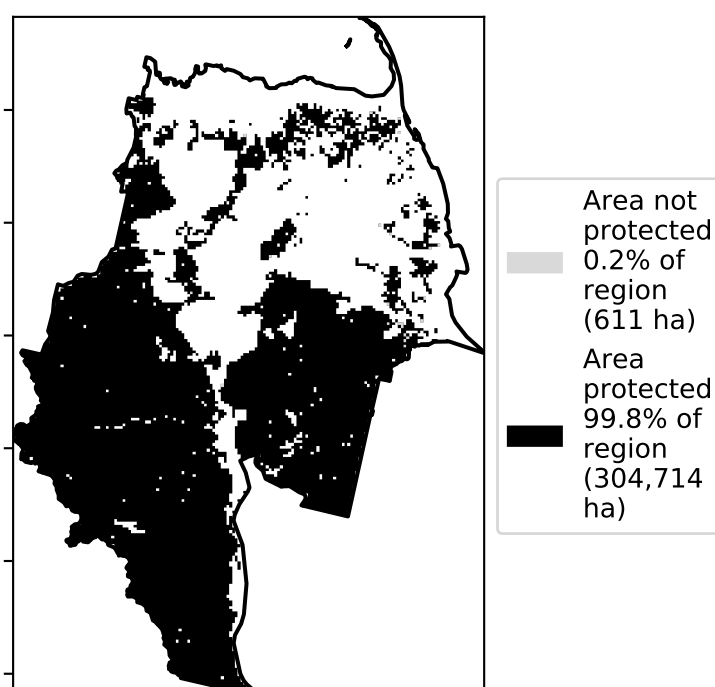 Area not
protected
0.2% of
region
(611 ha)
Area
protected
99.8% of
region
(304,714
ha)